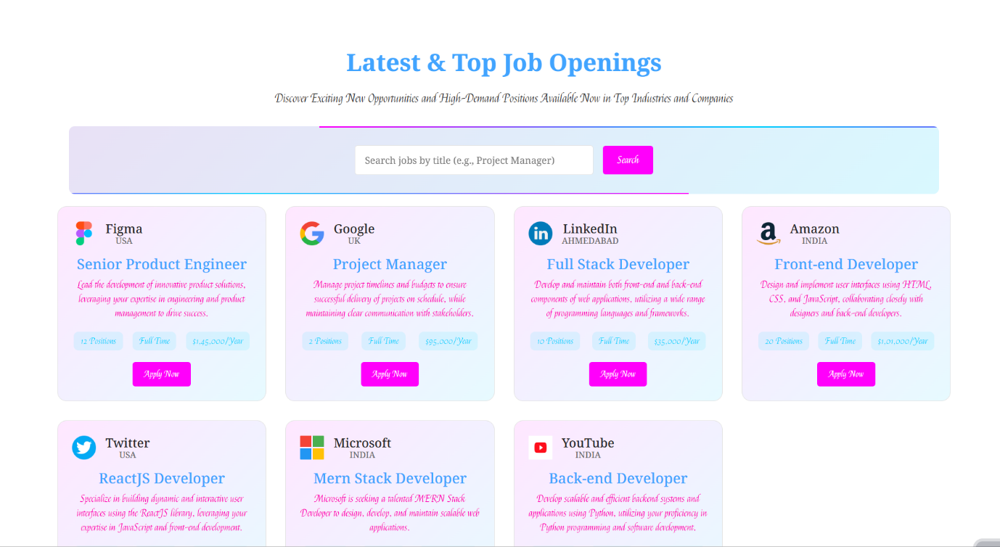 Latest & Top Job Openings
Discover Exciting New Opportunities and High-Demand Positions Available Now in Top Industries and Companies
Search jobs by title (e.g., Project Manager)
Search
Figma
USA
Senior Product Engineer
Lead the development of innovative product solutions,
leveraging your expertise in engineering and product
management to drive success.
12 Positions
Full Time
$1,45,000/Year
Apply Now
Google
UK
Project Manager
Manage project timelines and budgets to ensure
successful delivery of projects on schedule, while
maintaining clear communication with stakeholders.
2 Positions
Full Time
$95,000/Year
Apply Now
LinkedIn
AHMEDABAD
Full Stack Developer
Develop and maintain both front-end and back-end
components of web applications, utilizing a wide range
of programming languages and frameworks.
10 Positions
Full Time
$35,000/Year
Apply Now
Amazon
INDIA
Front-end Developer
Design and implement user interfaces using HTML,
CSS, and JavaScript, collaborating closely with
designers and back-end developers.
20 Positions
Full Time
$1,01,000/Year
Apply Now
Twitter
USA
ReactJS Developer
Specialize in building dynamic and interactive user
interfaces using the ReactJS library, leveraging your
expertise in JavaScript and front-end development.
Microsoft
INDIA
Mern Stack Developer
Microsoft is seeking a talented MERN Stack
Developer to design, develop, and maintain scalable web
applications.
YouTube
INDIA
Back-end Developer
Develop scalable and efficient backend systems and
applications using Python, utilizing your proficiency in
Python programming and software development.